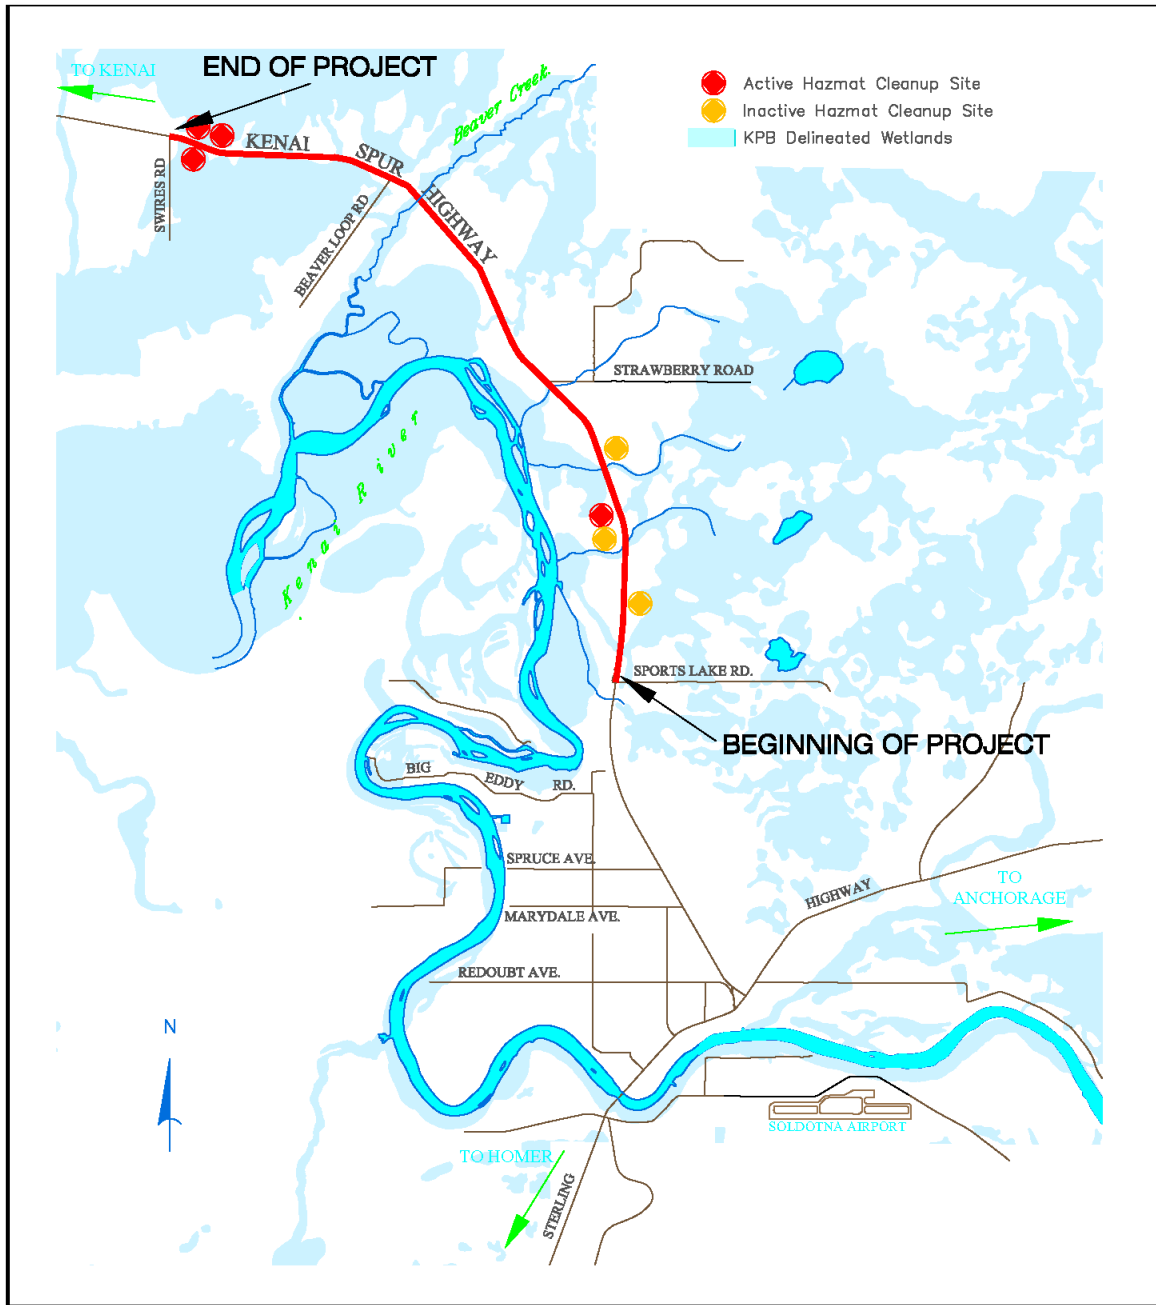 TO KENAI
END OF PROJECT
Beaver Creek.
Active Hazmat Cleanup Site
Inactive Hazmat Cleanup Site
KPB Delineated Wetlands
KENAI SPUR HIGHWAY
SWIRES RD
BEAVER LOOP RD
STRAWBERRY ROAD
Kenai River
SPORTS LAKE RD.
BEGINNING OF PROJECT
BIG EDDY RD.
SPRUCE AVE.
HIGHWAY
TO
ANCHORAGE
MARYDALE AVE.
REDOUBT AVE.
N
SOLDOTNA AIRPORT
TO HOMER
STERLING